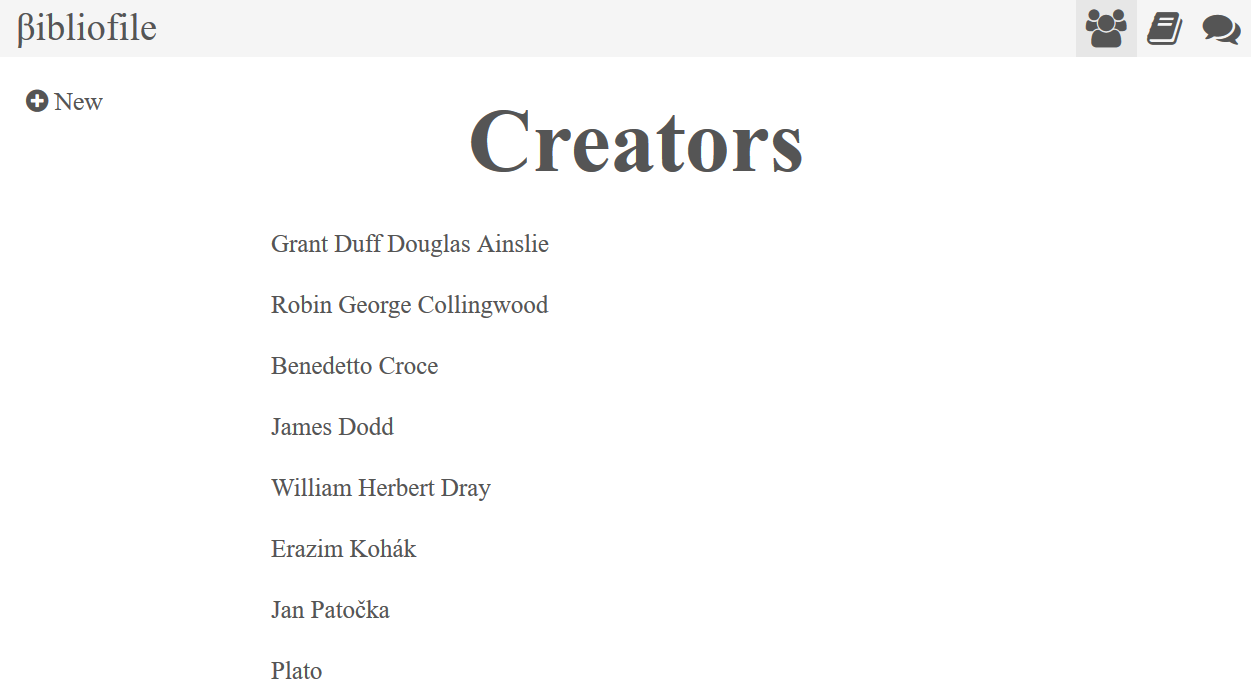 βibliofile
New
Creators
Grant Duff Douglas Ainslie
Robin George Collingwood
Benedetto Croce
James Dodd
William Herbert Dray
Erazim Kohák
Jan Patočka
Plato